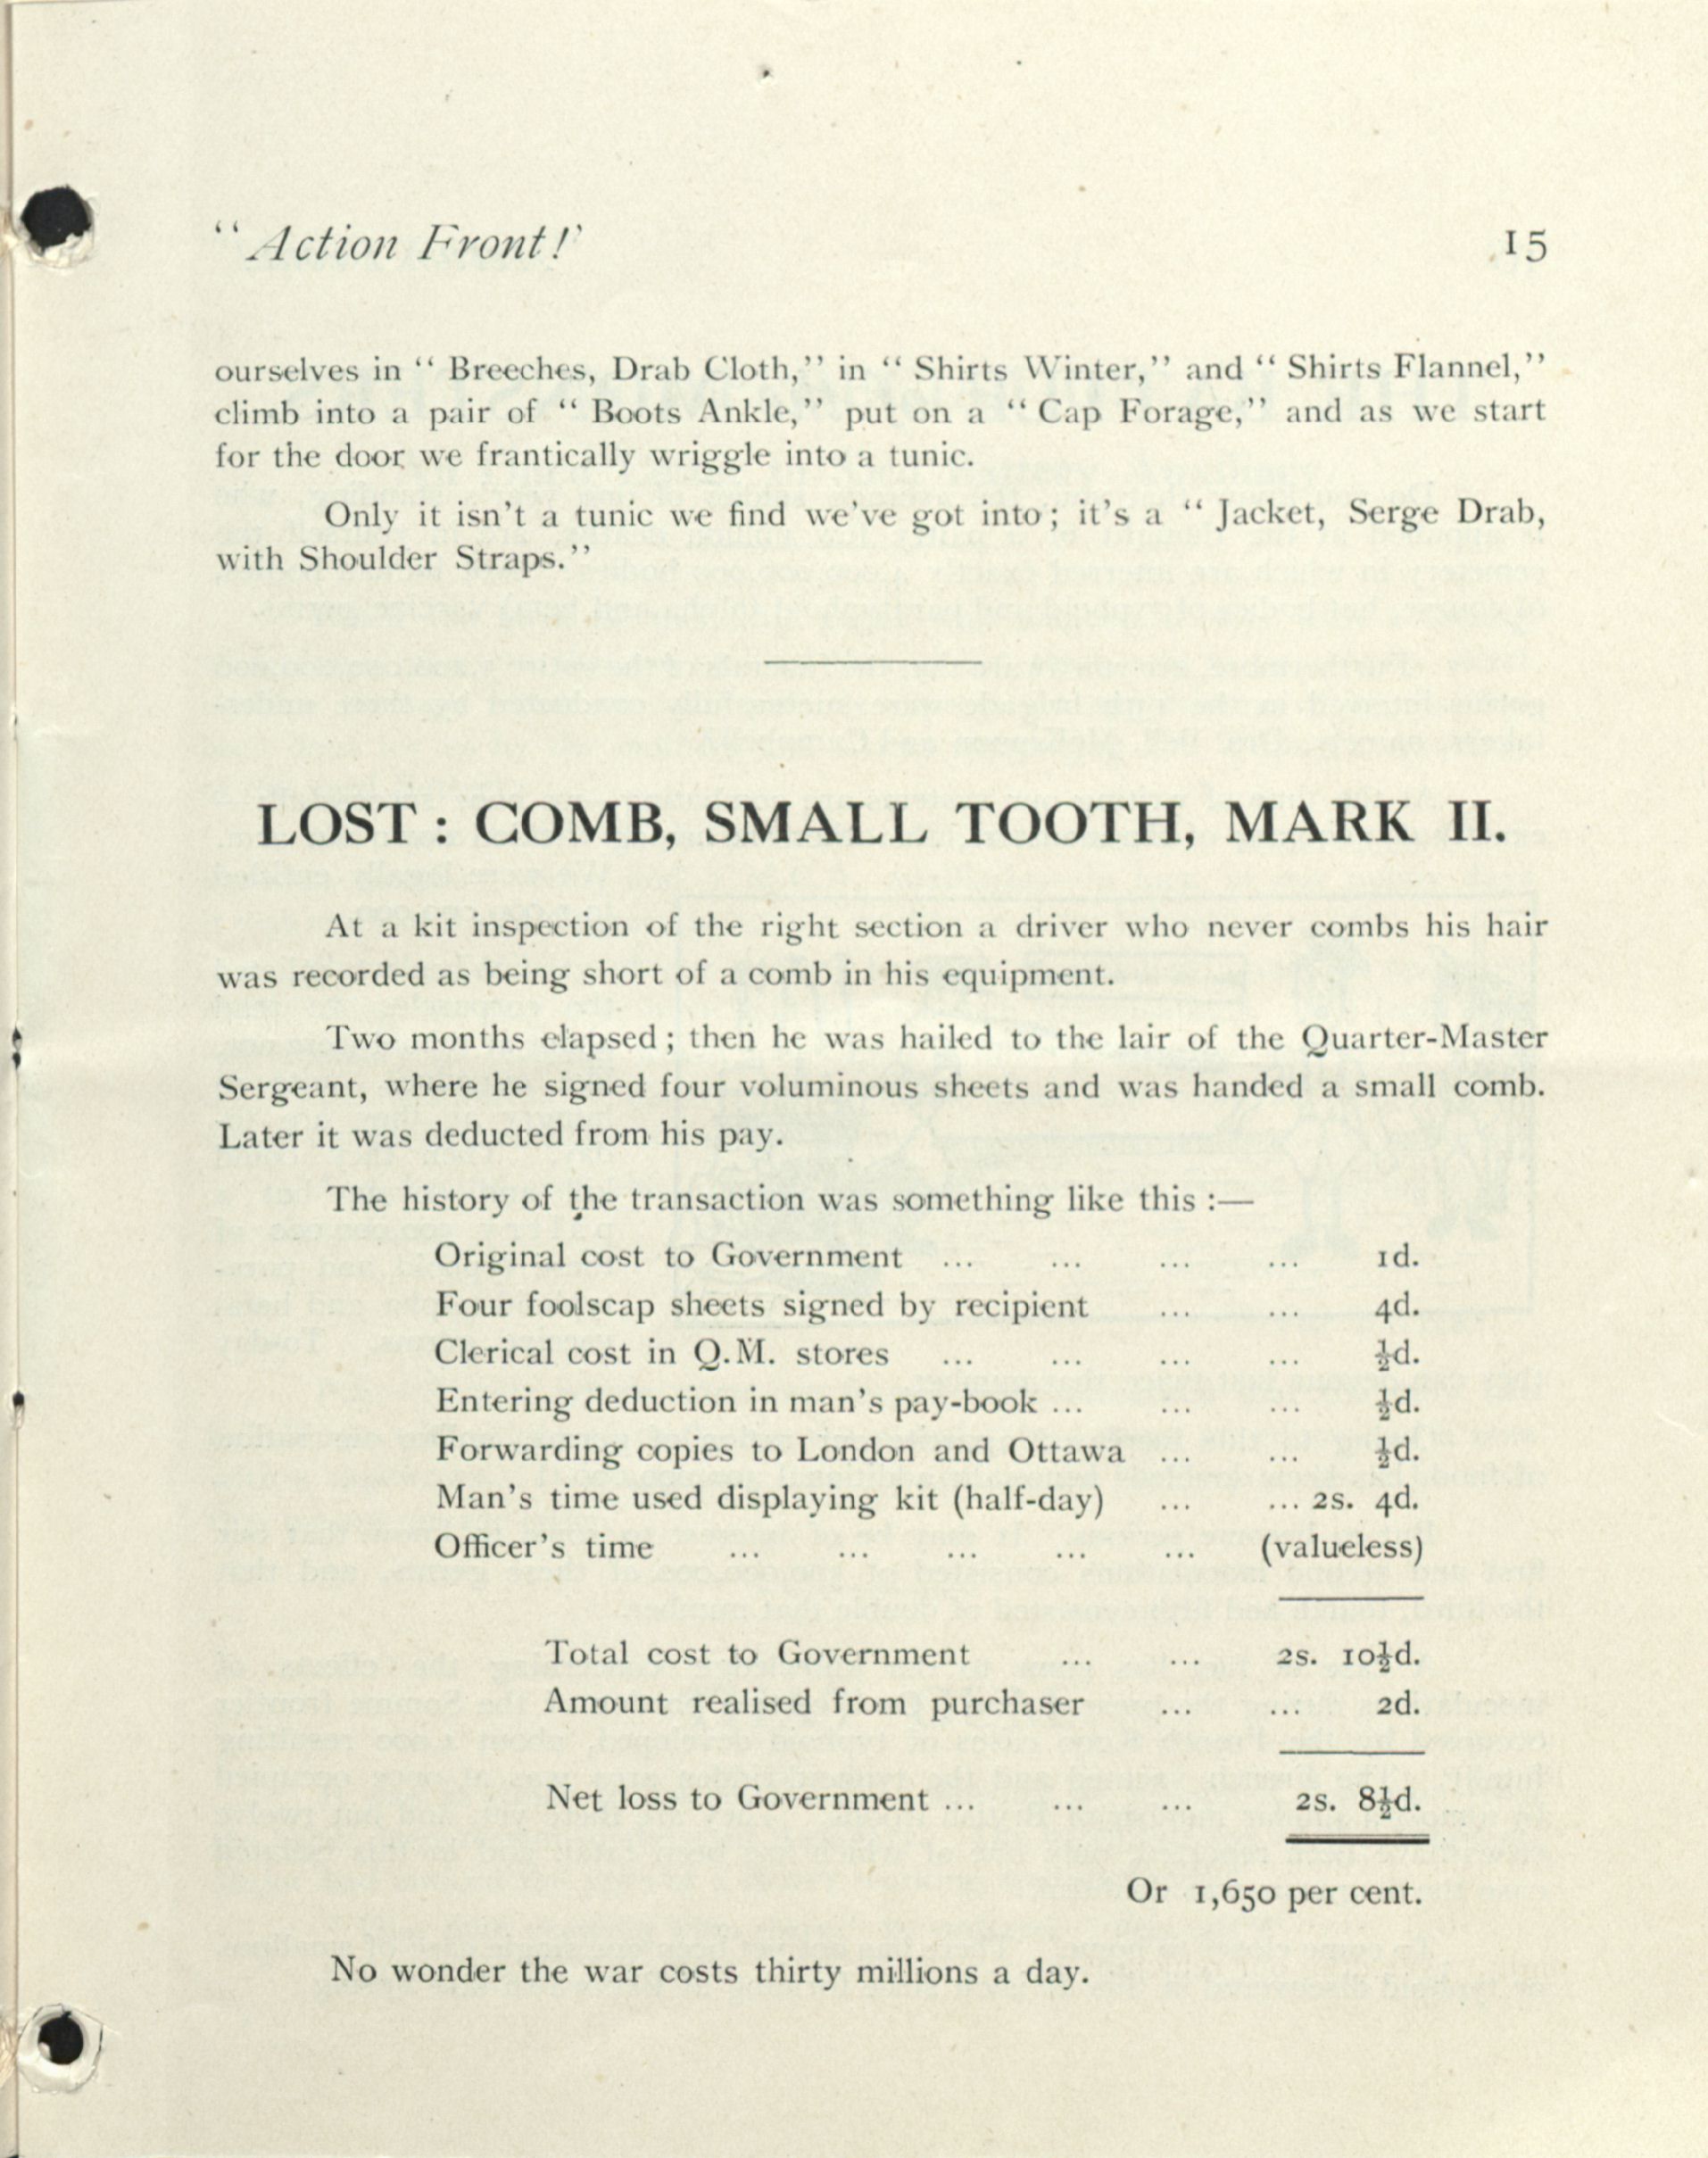 " Action Front!'
15
ourselves in " Breeches, Drab Cloth," in " Shirts Winter," and " Shirts Flannel,"
climb into a pair of " Boots Ankle," put on a " Cap Forage," and as we start
for the door we frantically wriggle into a tunic.
Only it isn't a tunic we find we've got into; it's a " Jacket, Serge Drab,
with Shoulder Straps."
LOST: COMB, SMALL TOOTH, MARK II.
At a kit inspection of the right section a driver who never combs his hair
was recorded as being short of a comb in his equipment.
Two months elapsed; then he was hailed to the lair of the Quarter-Master
Sergeant, where he signed four voluminous sheets and was handed a small comb.
Later it was deducted from his pay.
The history of the transaction was something like this :—
Original cost to Government ... ... ... ... 1d.
Four foolscap sheets signed by recipient ... ... 4d.
Clerical cost in Q.M. stores ... ... ... ... ½d.
Entering deduction in man's pay-book ... ... ... ½d.
Forwarding copies to London and Ottawa ... ... ½d.
Man's time used displaying kit (half-day) ... ... 2s. 4d.
Officer's time ... ... ... ... ... (valueless)
Total cost to Government ... ... 2s. 10½d.
Amount realised from purchaser ... ... 2d.
Net loss to Government ... ... ... 2s. 8½d.
Or 1,650 per cent.
No wonder the war costs thirty millions a day.